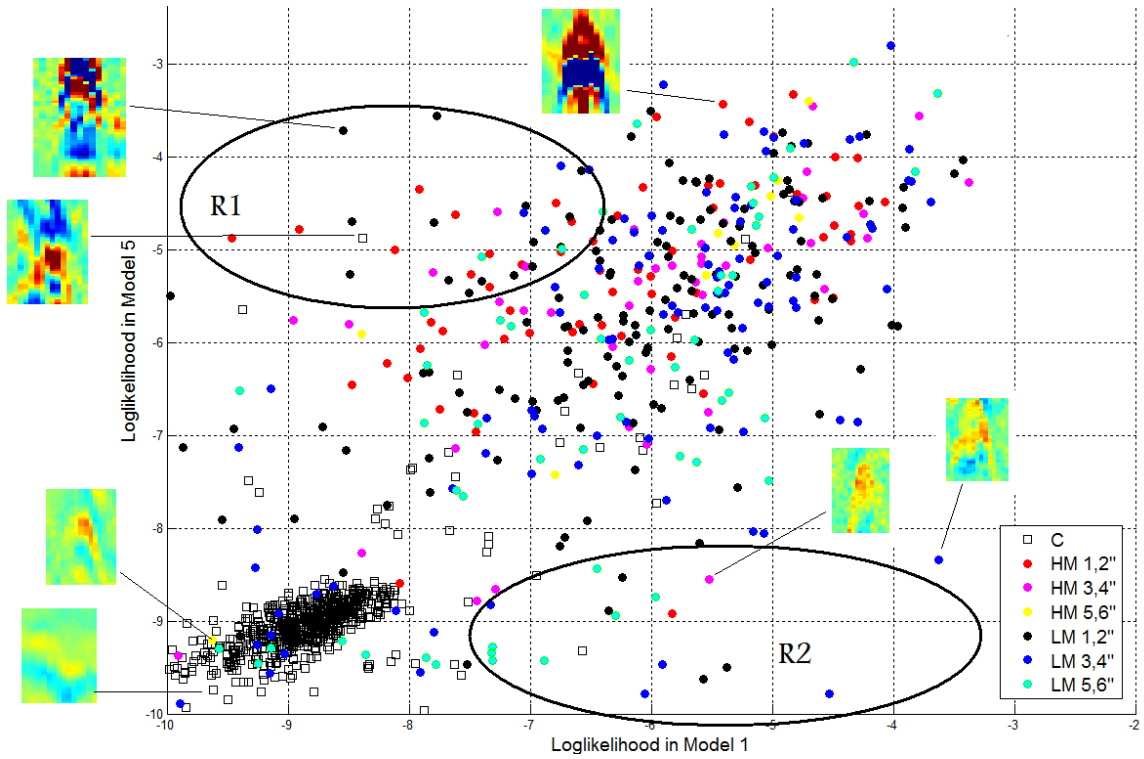 Loglikelihood in Model 5
-3
-4
-5
-6
-7
-8
-9
-10
R1
R2
C
HM 1,2"
HM 3,4"
HM 5,6"
LM 1,2"
LM 3,4"
LM 5,6"
-10
-9
-8
-7
-6
-5
-4
-3
-2
Loglikelihood in Model 1